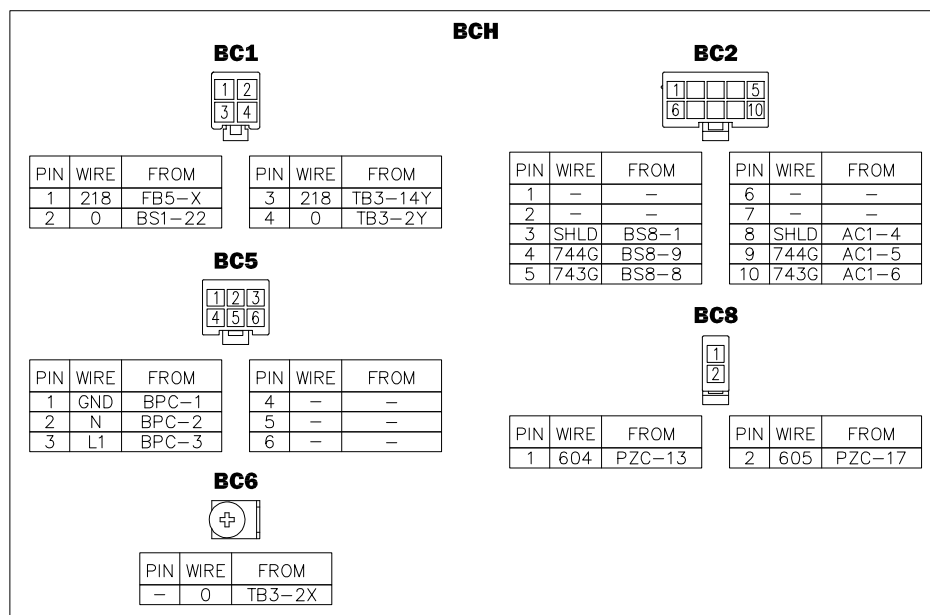 BCH
BC1
1 2
3 4
PIN WIRE FROM
1 218 FB5-X
2 0 BS1-22
PIN WIRE FROM
3 218 TB3-14Y
4 0 TB3-2Y
BC5
1 2 3
4 5 6
PIN WIRE FROM
1 GND BPC-1
2 N BPC-2
3 L1 BPC-3
PIN WIRE FROM
4 - -
5 - -
6 - -
BC6
PIN WIRE FROM
- 0 TB3-2X
BC2
1 5
6 10
PIN WIRE FROM
1 - -
2 - -
3 SHLD BS8-1
4 744G BS8-9
5 743G BS8-8
PIN WIRE FROM
6 - -
7 - -
8 SHLD AC1-4
9 744G AC1-5
10 743G AC1-6
BC8
1
2
PIN WIRE FROM
1 604 PZC-13
PIN WIRE FROM
2 605 PZC-17